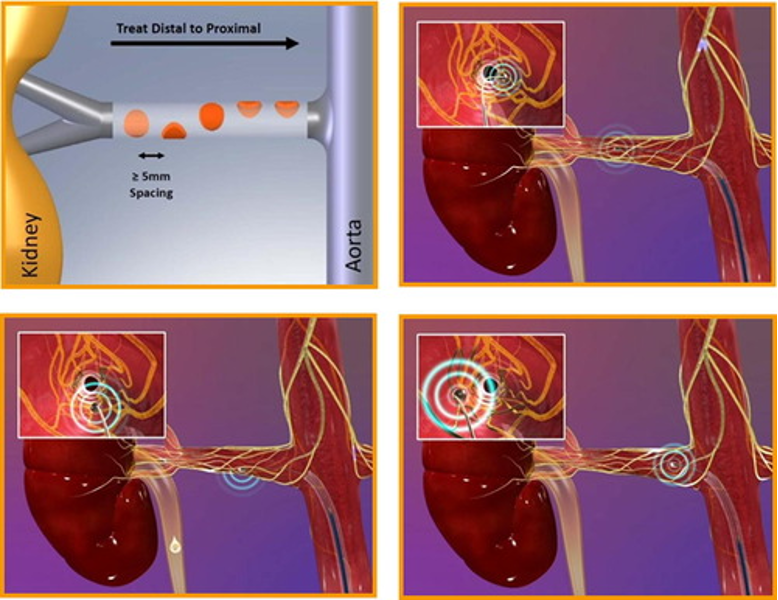 Treat Distal to Proximal
≥ 5mm
Spacing
Kidney
Aorta